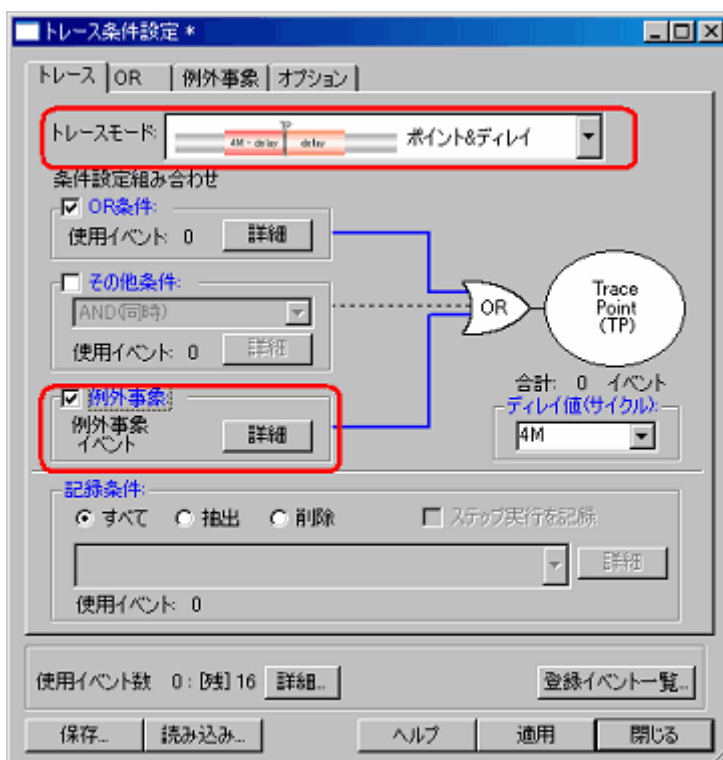 トレース条件設定 *
トレース OR 例外事象 オプション
トレースモード: 4M - delay TP delay ポイント&ディレイ
条件設定組み合わせ
OR条件:
使用イベント: 0 詳細
その他条件:
AND(同時)
使用イベント: 0 詳細
例外事象:
例外事象
イベント 詳細
OR
Trace
Point
(TP)
合計: 0 イベント
ディレイ値(サイクル):
4M
記録条件:
すべて 抽出 削除 ステップ実行を記録
詳細
使用イベント: 0
使用イベント数 0 : [残] 16 詳細... 登録イベント一覧...
保存... 読み込み... ヘルプ 適用 閉じる